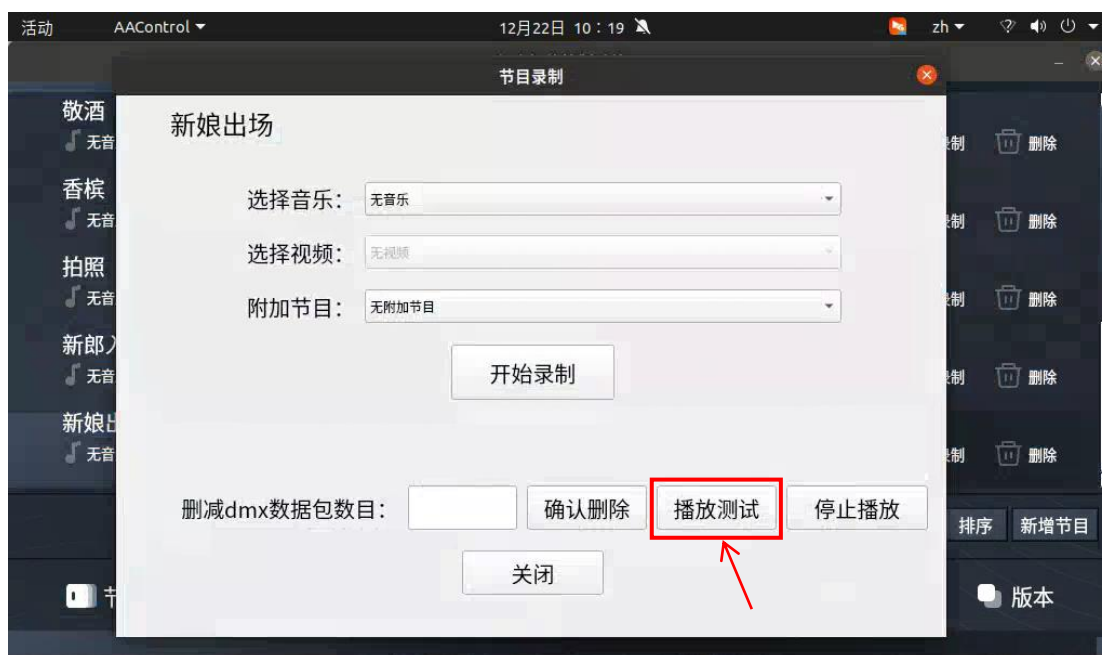 活动 AAControl 12月22日 10：19 zh
节目录制
敬酒
无音
录制 删除
香槟
无音
录制 删除
拍照
无音
录制 删除
新郎入
无音
录制 删除
新娘出
无音
录制 删除
新娘出场
选择音乐： 无音乐
选择视频： 无视频
附加节目： 无附加节目
开始录制
删减dmx数据包数目： 确认删除 播放测试 停止播放
关闭
排序 新增节目
节 版本